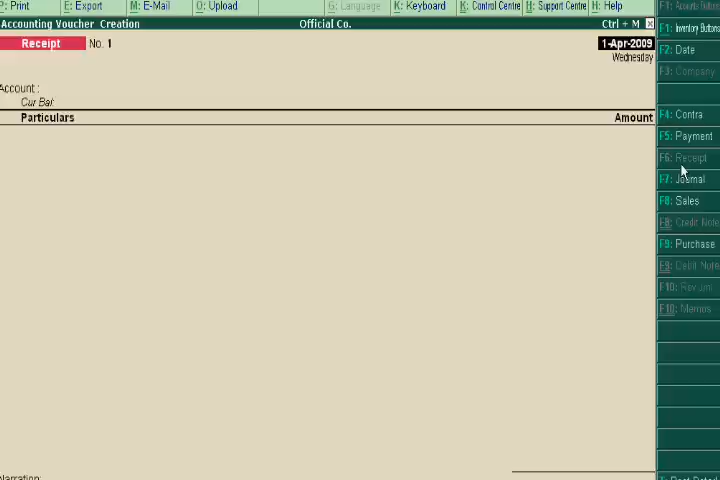 P: Print E: Export M: E-Mail O: Upload G: Language K: Keyboard K: Control Centre H: Support Centre H: Help
Accounting Voucher Creation Official Co. Ctrl + M
Receipt No. 1 1-Apr-2009
Wednesday
Account :
Cur Bal:
Particulars Amount
F1: Accounts Buttons
F1: Inventory Buttons
F2: Date
F3: Company
F4: Contra
F5: Payment
F6: Receipt
F7: Journal
F8: Sales
F8: Credit Note
F9: Purchase
F9: Debit Note
F10: Rev Jrnl
F10: Memos
Narration: